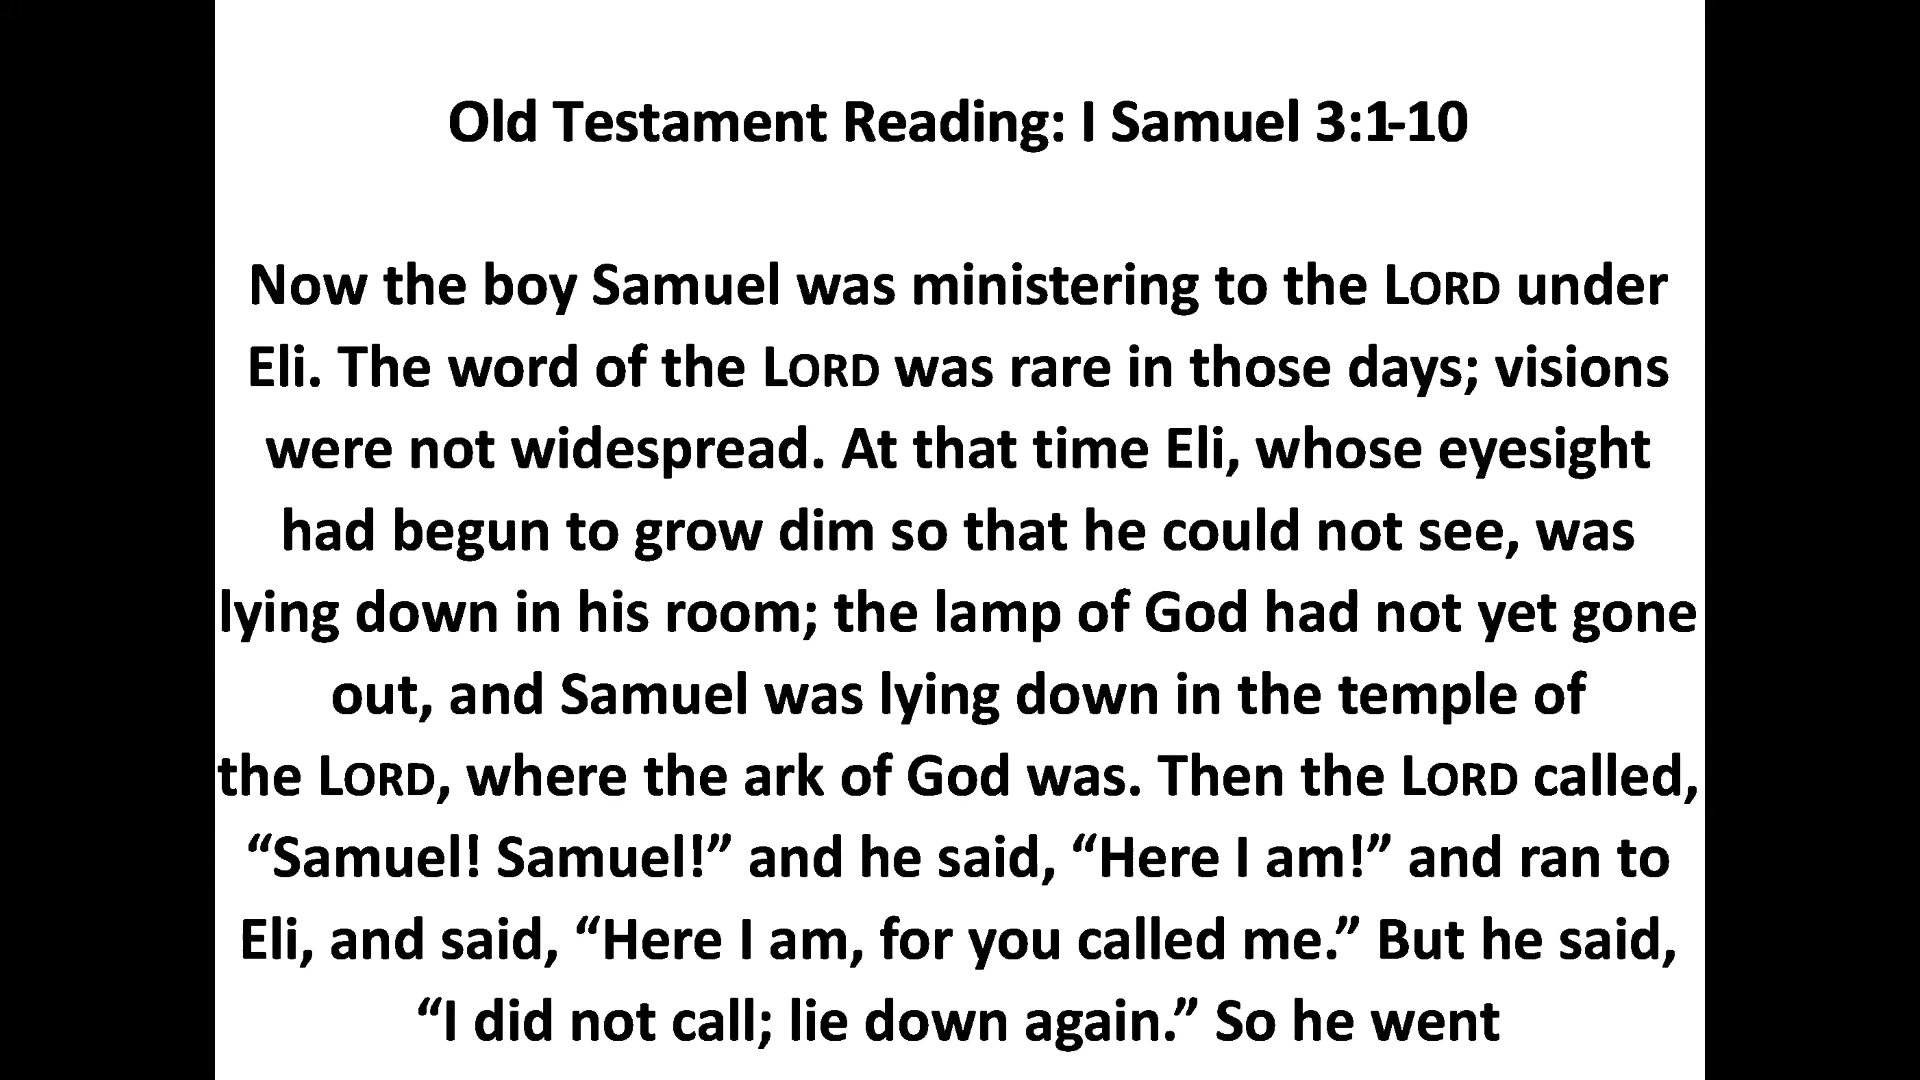 Old Testament Reading: I Samuel 3:1-10
Now the boy Samuel was ministering to the LORD under
Eli. The word of the LORD was rare in those days; visions
were not widespread. At that time Eli, whose eyesight
had begun to grow dim so that he could not see, was
lying down in his room; the lamp of God had not yet gone
out, and Samuel was lying down in the temple of
the LORD, where the ark of God was. Then the LORD called,
“Samuel! Samuel!” and he said, “Here I am!” and ran to
Eli, and said, “Here I am, for you called me.” But he said,
“I did not call; lie down again.” So he went